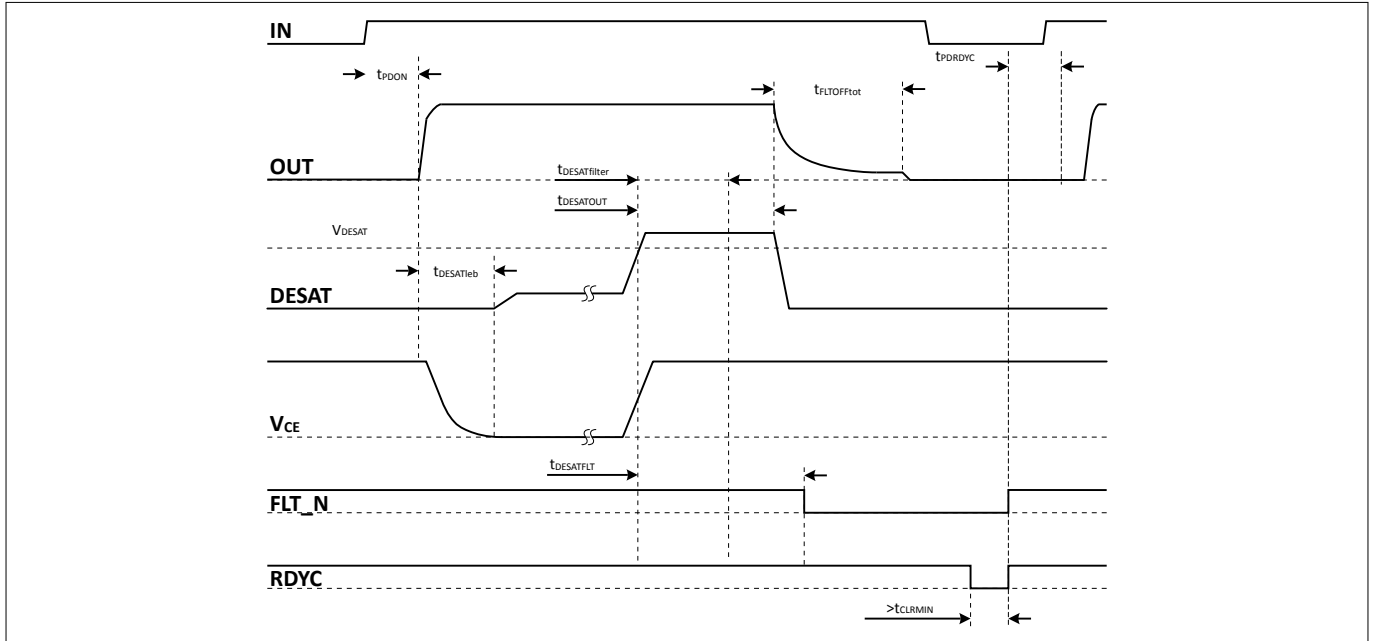 IN
tPDRDYC
tPDON
tFLTOFFtot
OUT
tDESATfilter
tDESATOUT
VDESAT
tDESATleb
DESAT
VCE
tDESATFLT
FLT_N
RDYC
>tCLRMIN